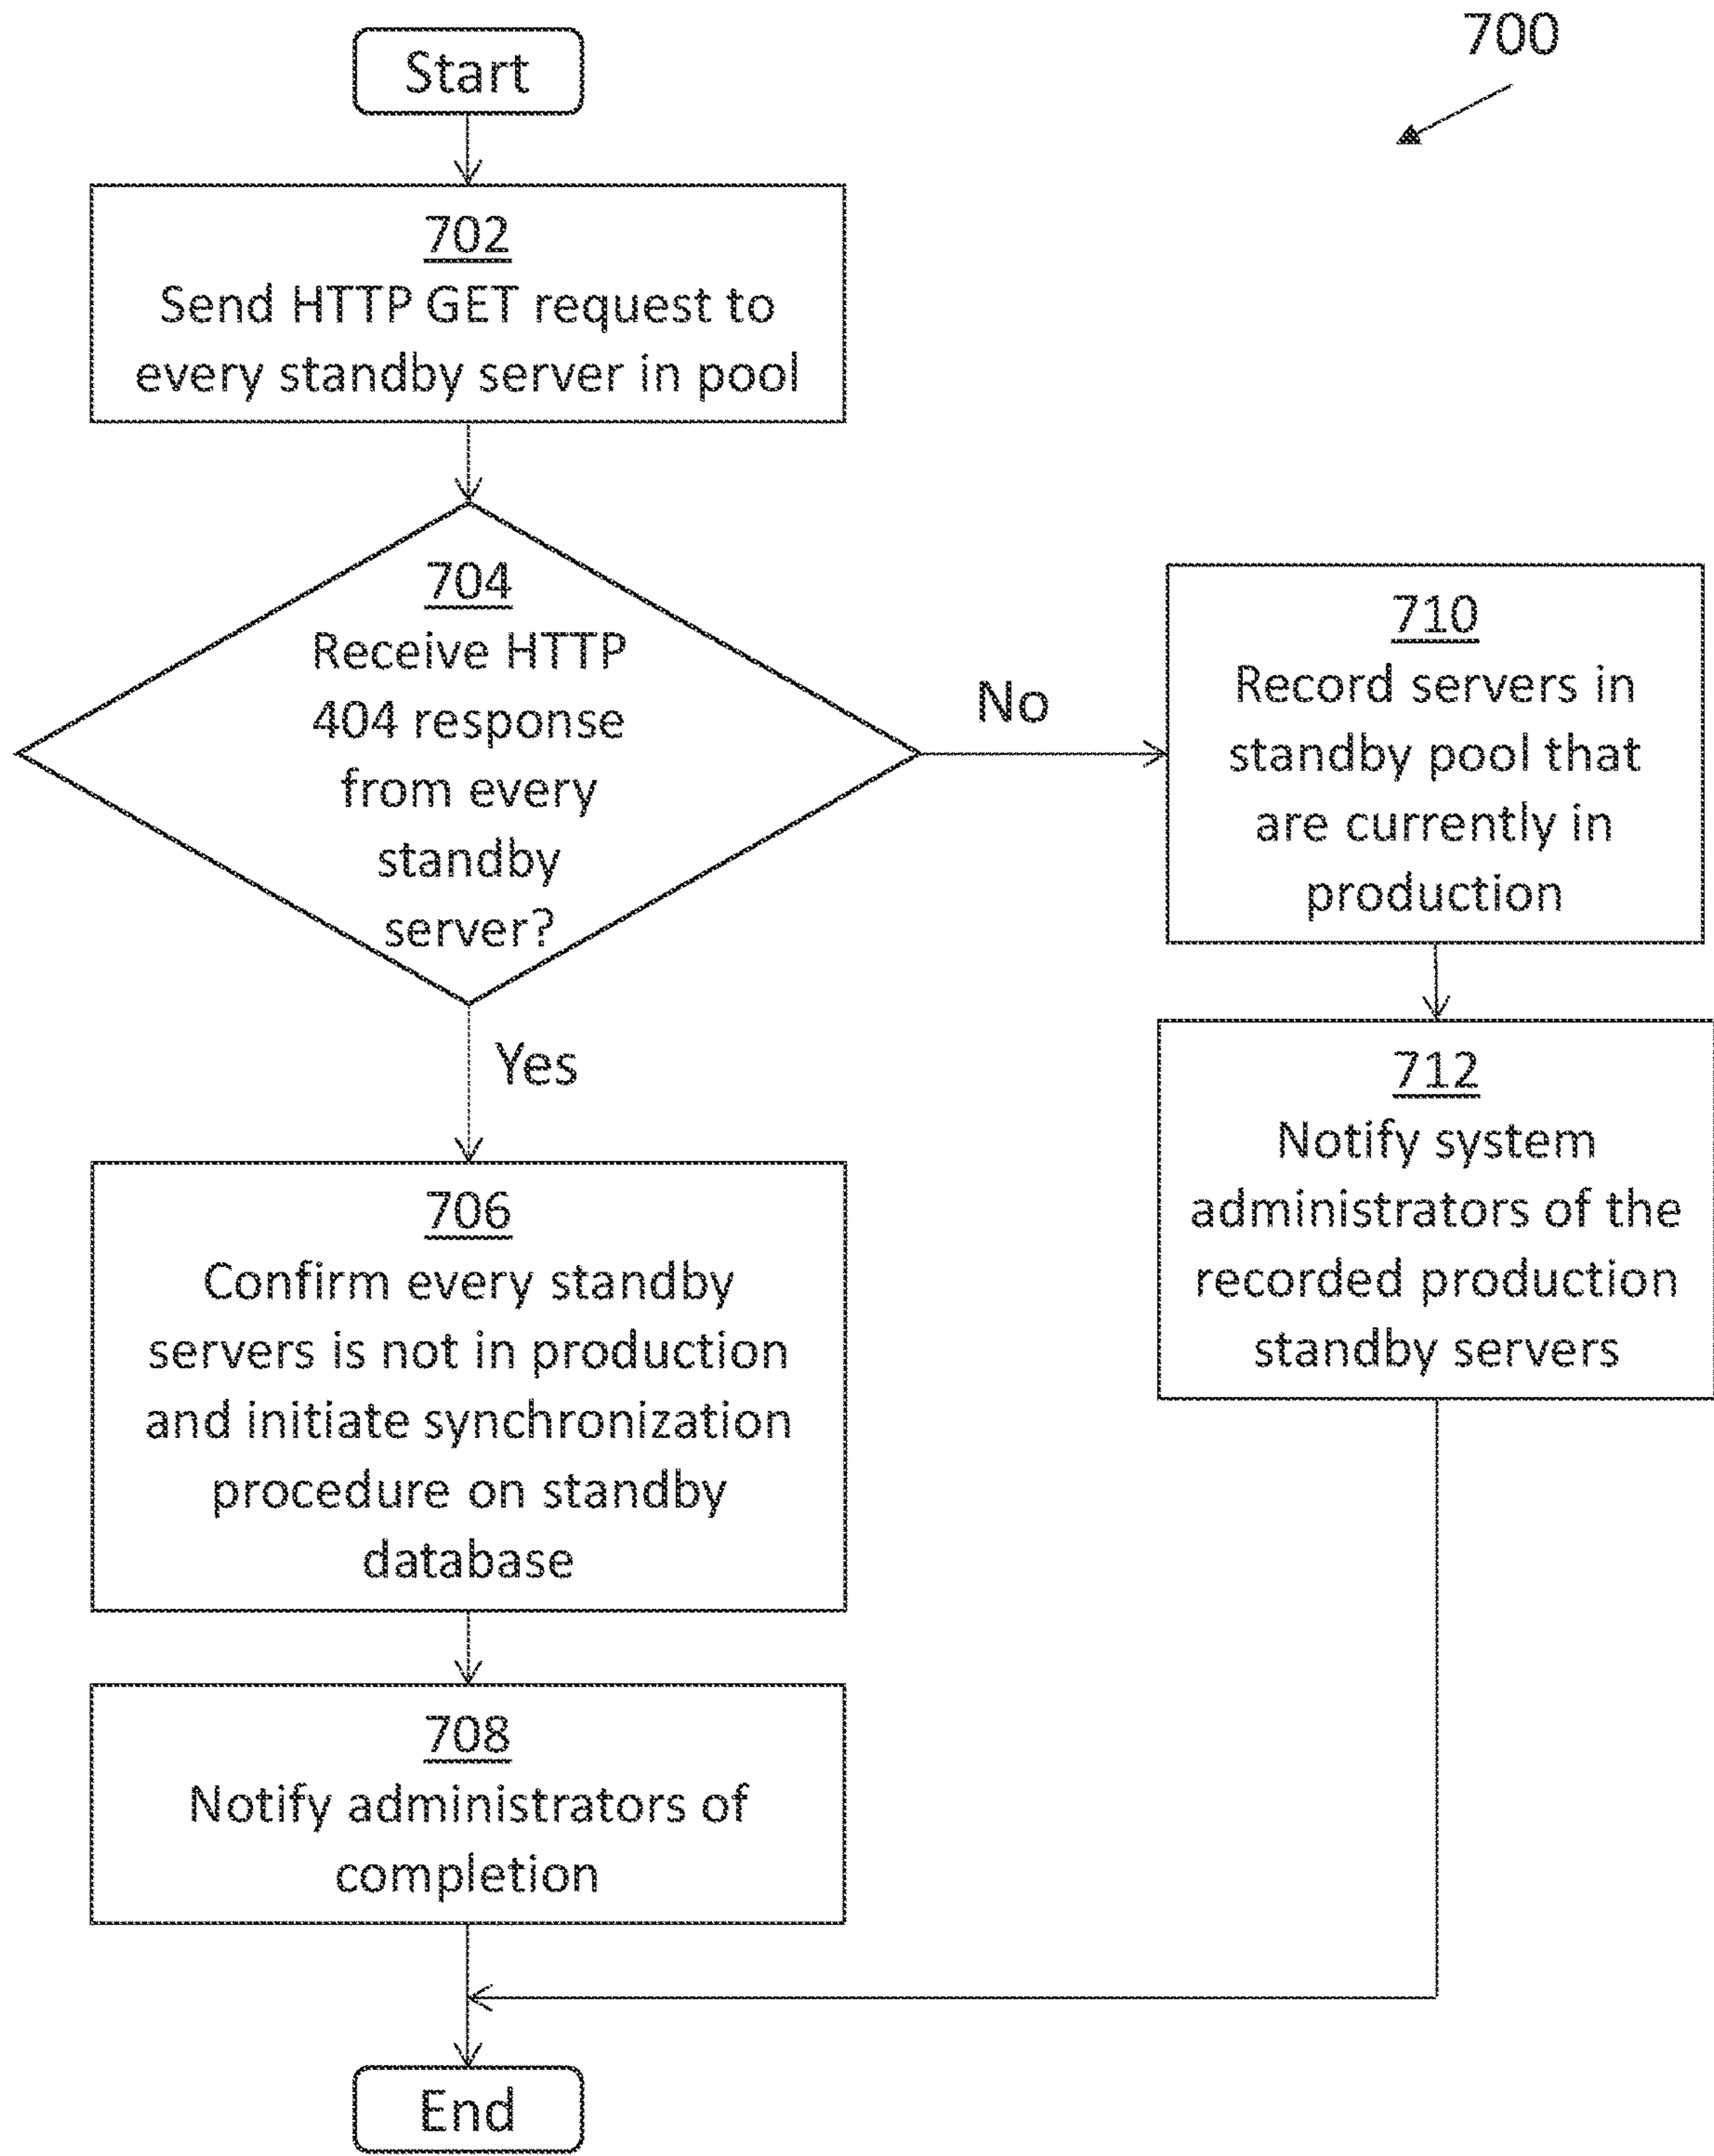 700
Start
702
Send HTTP GET request to
every standby server in pool
704
Receive HTTP
404 response
from every
standby
server?
No
Yes
710
Record servers in
standby pool that
are currently in
production
712
Notify system
administrators of the
recorded production
standby servers
706
Confirm every standby
servers is not in production
and initiate synchronization
procedure on standby
database
708
Notify administrators of
completion
End